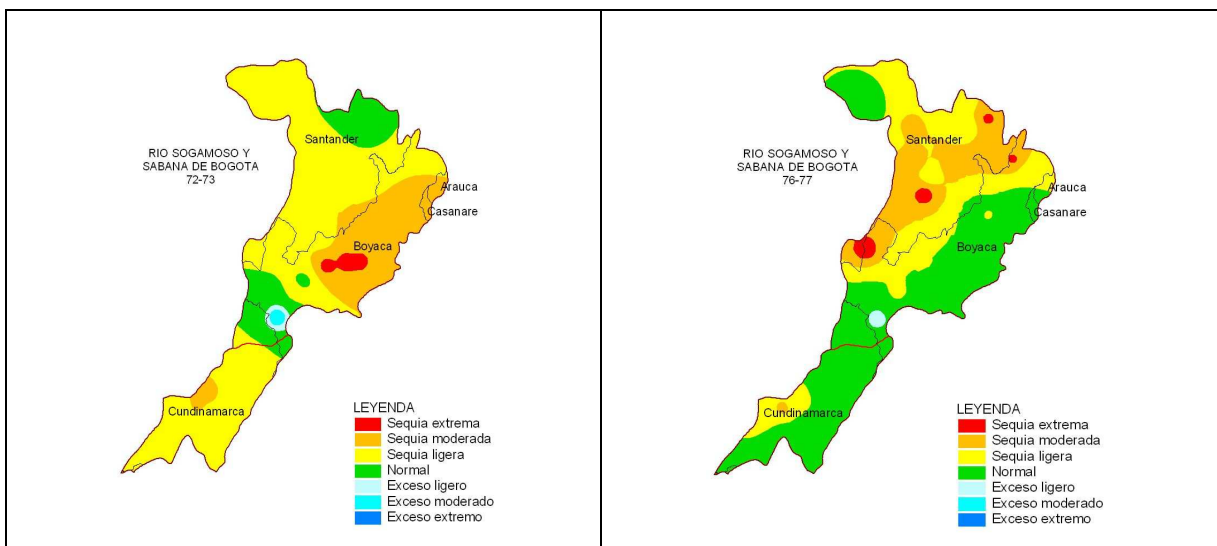 Santander
RIO SOGAMOSO Y
SABANA DE BOGOTA
72-73
Arauca
Casanare
Boyaca
Cundinamarca
LEYENDA
Sequia extrema
Sequia moderada
Sequia ligera
Normal
Exceso ligero
Exceso moderado
Exceso extremo
Santander
RIO SOGAMOSO Y
SABANA DE BOGOTA
76-77
Arauca
Casanare
Boyaca
Cundinamarca
LEYENDA
Sequia extrema
Sequia moderada
Sequia ligera
Normal
Exceso ligero
Exceso moderado
Exceso extremo